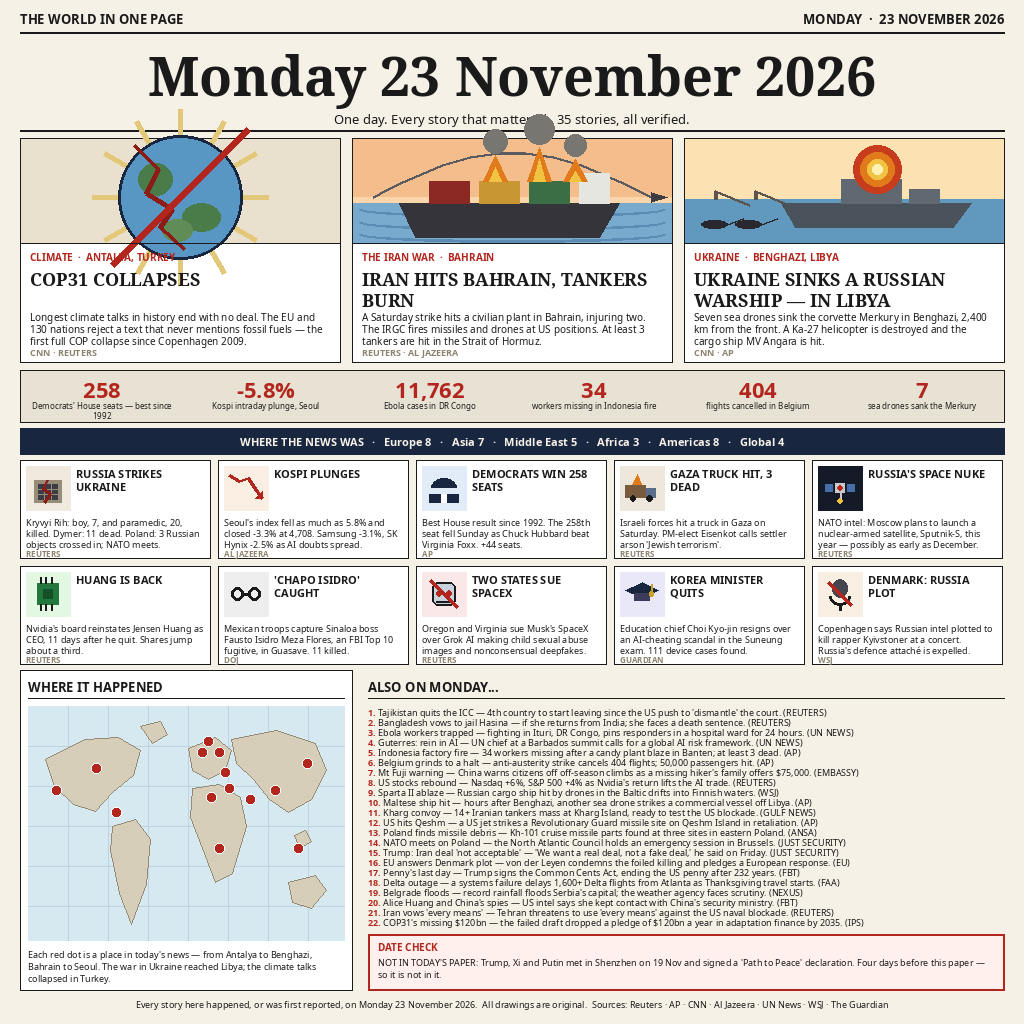 THE WORLD IN ONE PAGE
MONDAY · 23 NOVEMBER 2026
Monday 23 November 2026
One day. Every story that matter 35 stories, all verified.
CLIMATE · ANTALYA, TURKEY
COP31 COLLAPSES
Longest climate talks in history end with no deal. The EU and
130 nations reject a text that never mentions fossil fuels — the
first full COP collapse since Copenhagen 2009.
CNN · REUTERS
THE IRAN WAR · BAHRAIN
IRAN HITS BAHRAIN, TANKERS
BURN
A Saturday strike hits a civilian plant in Bahrain, injuring two.
The IRGC fires missiles and drones at US positions. At least 3
tankers are hit in the Strait of Hormuz.
REUTERS · AL JAZEERA
UKRAINE · BENGHAZI, LIBYA
UKRAINE SINKS A RUSSIAN
WARSHIP — IN LIBYA
Seven sea drones sink the corvette Merkury in Benghazi, 2,400
km from the front. A Ka-27 helicopter is destroyed and the
cargo ship MV Angara is hit.
CNN · AP
258
Democrats' House seats — best since
1992
-5.8%
Kospi intraday plunge, Seoul
11,762
Ebola cases in DR Congo
34
workers missing in Indonesia fire
404
flights cancelled in Belgium
7
sea drones sank the Merkury
WHERE THE NEWS WAS · Europe 8 · Asia 7 · Middle East 5 · Africa 3 · Americas 8 · Global 4
RUSSIA STRIKES
UKRAINE
Kryvyi Rih: boy, 7, and paramedic, 20,
killed. Dymer: 11 dead. Poland: 3 Russian
objects crossed in; NATO meets.
REUTERS
KOSPI PLUNGES
Seoul's index fell as much as 5.8% and
closed -3.3% at 4,708. Samsung -3.1%, SK
Hynix -2.5% as AI doubts spread.
AL JAZEERA
DEMOCRATS WIN 258
SEATS
Best House result since 1992. The 258th
seat fell Sunday as Chuck Hubbard beat
Virginia Foxx. +44 seats.
AP
GAZA TRUCK HIT, 3
DEAD
Israeli forces hit a truck in Gaza on
Saturday. PM-elect Eisenkot calls settler
arson 'Jewish terrorism'.
REUTERS
RUSSIA'S SPACE NUKE
NATO intel: Moscow plans to launch a
nuclear-armed satellite, Sputnik-S, this
year — possibly as early as December.
REUTERS
HUANG IS BACK
Nvidia's board reinstates Jensen Huang as
CEO, 11 days after he quit. Shares jump
about a third.
REUTERS
'CHAPO ISIDRO'
CAUGHT
Mexican troops capture Sinaloa boss
Fausto Isidro Meza Flores, an FBI Top 10
fugitive, in Guasave. 11 killed.
DOJ
TWO STATES SUE
SPACEX
Oregon and Virginia sue Musk's SpaceX
over Grok AI making child sexual abuse
images and nonconsensual deepfakes.
REUTERS
KOREA MINISTER
QUITS
Education chief Choi Kyo-jin resigns over
an AI-cheating scandal in the Suneung
exam. 111 device cases found.
GUARDIAN
DENMARK: RUSSIA
PLOT
Copenhagen says Russian intel plotted to
kill rapper Kyivstoner at a concert.
Russia's defence attaché is expelled.
WSJ
WHERE IT HAPPENED
Each red dot is a place in today's news — from Antalya to Benghazi,
Bahrain to Seoul. The war in Ukraine reached Libya; the climate talks
collapsed in Turkey.
ALSO ON MONDAY...
1. Tajikistan quits the ICC — 4th country to start leaving since the US push to 'dismantle' the court. (REUTERS)
2. Bangladesh vows to jail Hasina — if she returns from India; she faces a death sentence. (REUTERS)
3. Ebola workers trapped — fighting in Ituri, DR Congo, pins responders in a hospital ward for 24 hours. (UN NEWS)
4. Guterres: rein in AI — UN chief at a Barbados summit calls for a global AI risk framework. (UN NEWS)
5. Indonesia factory fire — 34 workers missing after a candy plant blaze in Banten; at least 3 dead. (AP)
6. Belgium grinds to a halt — anti-austerity strike cancels 404 flights; 50,000 passengers hit. (AP)
7. Mt Fuji warning — China warns citizens off off-season climbs as a missing hiker's family offers $75,000. (EMBASSY)
8. US stocks rebound — Nasdaq +6%, S&P 500 +4% as Nvidia's return lifts the AI trade. (REUTERS)
9. Sparta II ablaze — Russian cargo ship hit by drones in the Baltic drifts into Finnish waters. (WSJ)
10. Maltese ship hit — hours after Benghazi, another sea drone strikes a commercial vessel off Libya. (AP)
11. Kharg convoy — 14+ Iranian tankers mass at Kharg Island, ready to test the US blockade. (GULF NEWS)
12. US hits Qeshm — a US jet strikes a Revolutionary Guard missile site on Qeshm Island in retaliation. (AP)
13. Poland finds missile debris — Kh-101 cruise missile parts found at three sites in eastern Poland. (ANSA)
14. NATO meets on Poland — the North Atlantic Council holds an emergency session in Brussels. (JUST SECURITY)
15. Trump: Iran deal 'not acceptable' — 'We want a real deal, not a fake deal,' he said on Friday. (JUST SECURITY)
16. EU answers Denmark plot — von der Leyen condemns the foiled killing and pledges a European response. (EU)
17. Penny's last day — Trump signs the Common Cents Act, ending the US penny after 232 years. (FBT)
18. Delta outage — a systems failure delays 1,600+ Delta flights from Atlanta as Thanksgiving travel starts. (FAA)
19. Belgrade floods — record rainfall floods Serbia's capital; the weather agency faces scrutiny. (NEXUS)
20. Alice Huang and China's spies — US intel says she kept contact with China's security ministry. (FBT)
21. Iran vows 'every means' — Tehran threatens to use 'every means' against the US naval blockade. (REUTERS)
22. COP31's missing $120bn — the failed draft dropped a pledge of $120bn a year in adaptation finance by 2035. (IPS)
DATE CHECK
NOT IN TODAY'S PAPER: Trump, Xi and Putin met in Shenzhen on 19 Nov and signed a 'Path to Peace' declaration. Four days before this paper —
so it is not in it.
Every story here happened, or was first reported, on Monday 23 November 2026. All drawings are original. Sources: Reuters · AP · CNN · Al Jazeera · UN News · WSJ · The Guardian